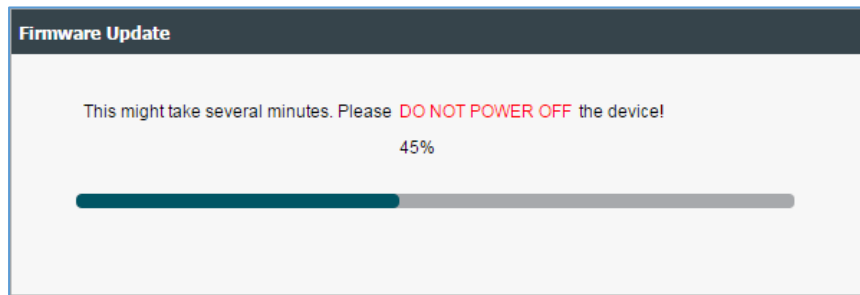 Firmware Update
This might take several minutes. Please DO NOT POWER OFF the device!
45%